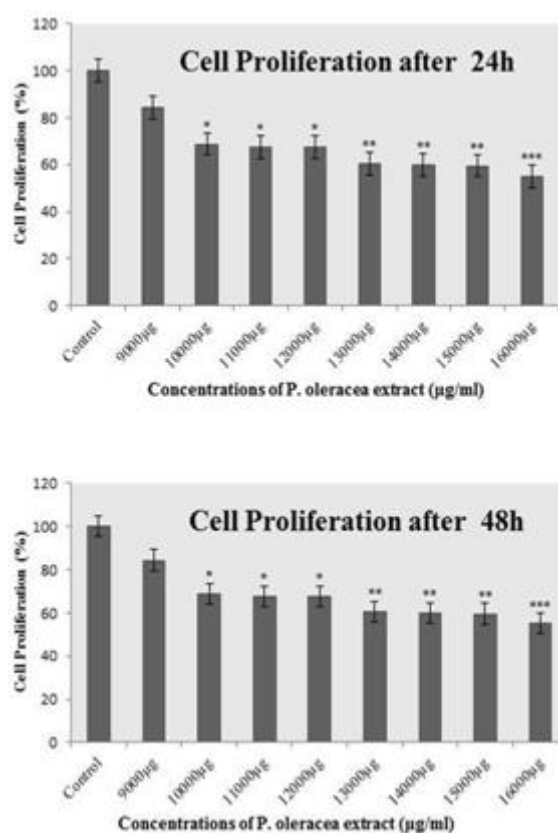 Cell Proliferation after 24h
Cell Proliferation (%)
120
100
80
60
40
20
0
* * * ** ** ** ***
Control 9000µg 10000µg 11000µg 12000µg 13000µg 14000µg 15000µg 16000µg
Concentrations of P. oleracea extract (µg/ml)
Cell Proliferation after 48h
Cell Proliferation (%)
120
100
80
60
40
20
0
* * * ** ** ** ***
Control 9000µg 10000µg 11000µg 12000µg 13000µg 14000µg 15000µg 16000µg
Concentrations of P. oleracea extract (µg/ml)